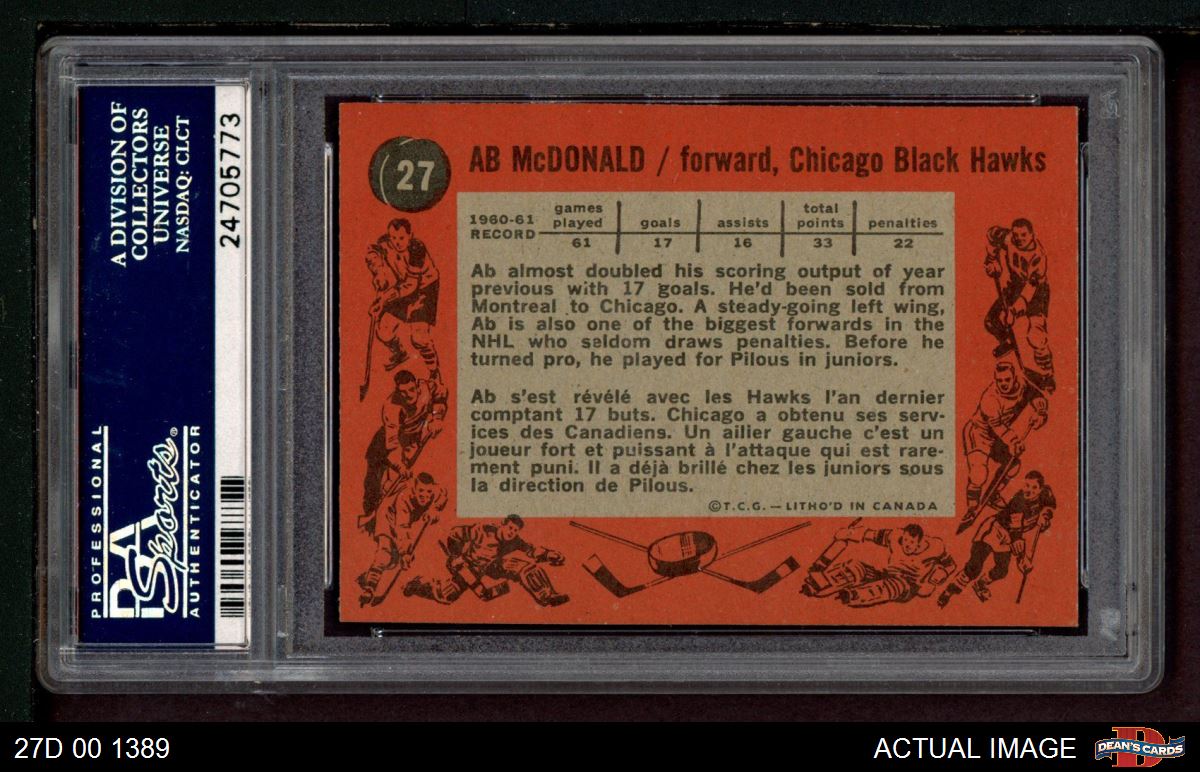 A DIVISION OF
COLLECTORS
UNIVERSE
NASDAQ: CLCT
24705773
PROFESSIONAL
PSA
Sports®
AUTHENTICATOR
27
AB McDONALD / forward, Chicago Black Hawks
1960-61 RECORD
games played goals assists total points penalties
61 17 16 33 22
Ab almost doubled his scoring output of year
previous with 17 goals. He'd been sold from
Montreal to Chicago. A steady-going left wing,
Ab is also one of the biggest forwards in the
NHL who seldom draws penalties. Before he
turned pro, he played for Pilous in juniors.
Ab s'est révélé avec les Hawks l'an dernier
comptant 17 buts. Chicago a obtenu ses serv-
ices des Canadiens. Un ailier gauche c'est un
joueur fort et puissant à l'attaque qui est rare-
ment puni. Il a déjà brillé chez les juniors sous
la direction de Pilous.
©T.C.G. — LITHO'D IN CANADA
27D 00 1389
ACTUAL IMAGE
D
DEAN'S CARDS